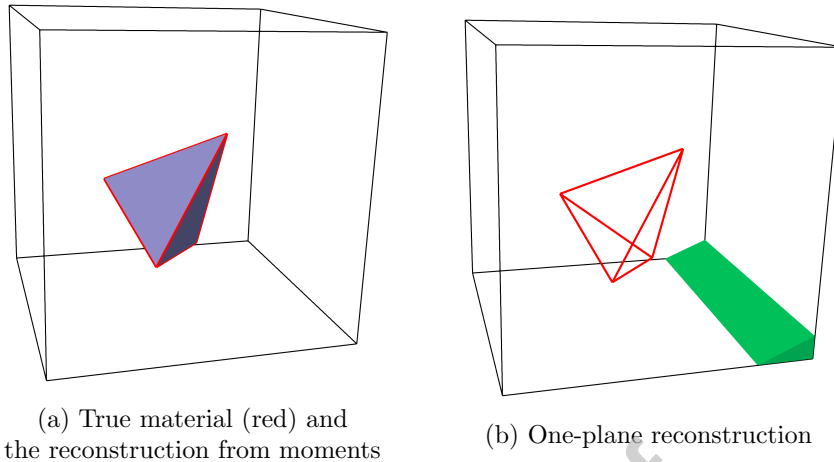 (a) True material (red) and
the reconstruction from moments
(b) One-plane reconstruction